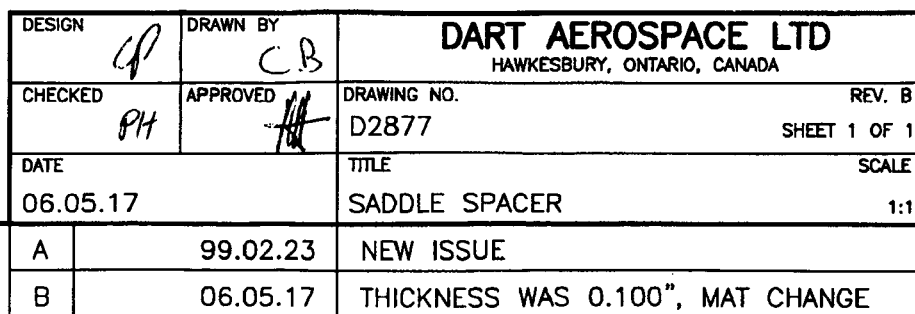 DESIGN
CP
DRAWN BY
C.B
DART AEROSPACE LTD
HAWKESBURY, ONTARIO, CANADA
CHECKED
PH
APPROVED
DRAWING NO.
D2877
REV. B
SHEET 1 OF 1
DATE
06.05.17
TITLE
SADDLE SPACER
SCALE
1:1
A 99.02.23 NEW ISSUE
B 06.05.17 THICKNESS WAS 0.100", MAT CHANGE